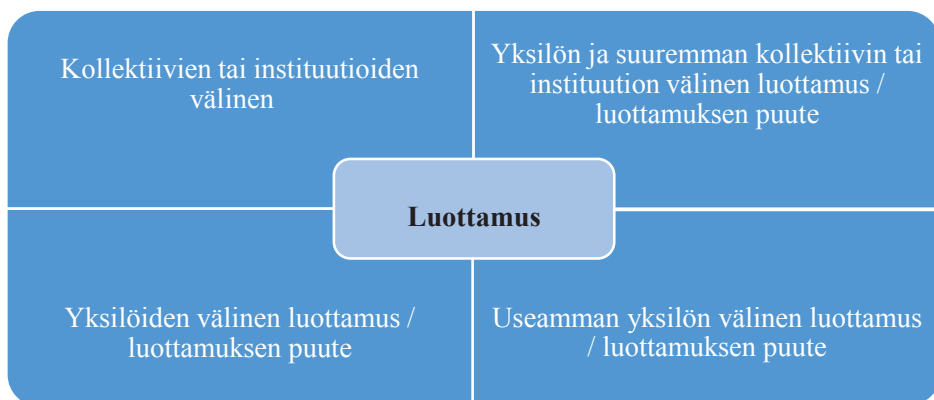 Kollektiivien tai instituutioiden
välinen
Yksilön ja suuremman kollektiivin tai
instituution välinen luottamus /
luottamuksen puute
Luottamus
Yksilöiden välinen luottamus /
luottamuksen puute
Useamman yksilön välinen luottamus
/ luottamuksen puute